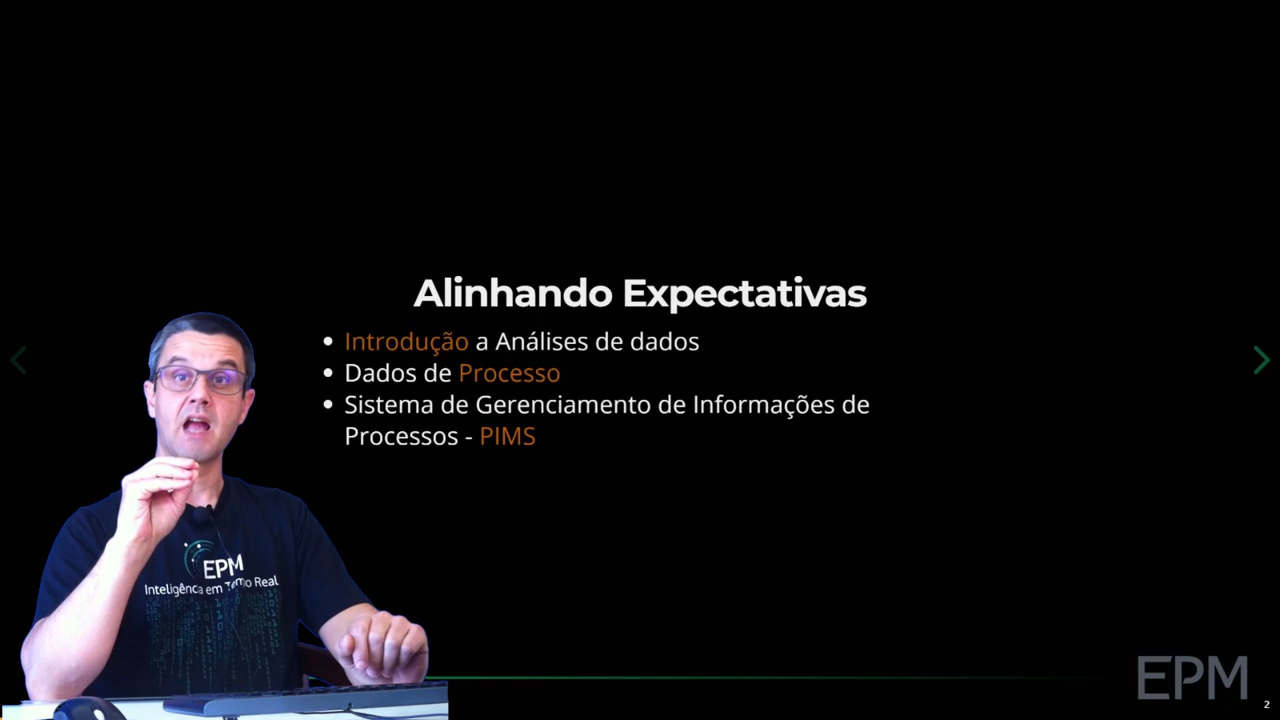 Alinhando Expectativas
Introdução a Análises de dados
Dados de Processo
Sistema de Gerenciamento de Informações de
Processos - PIMS
EPM
Inteligência em Tempo Real
EPM
2